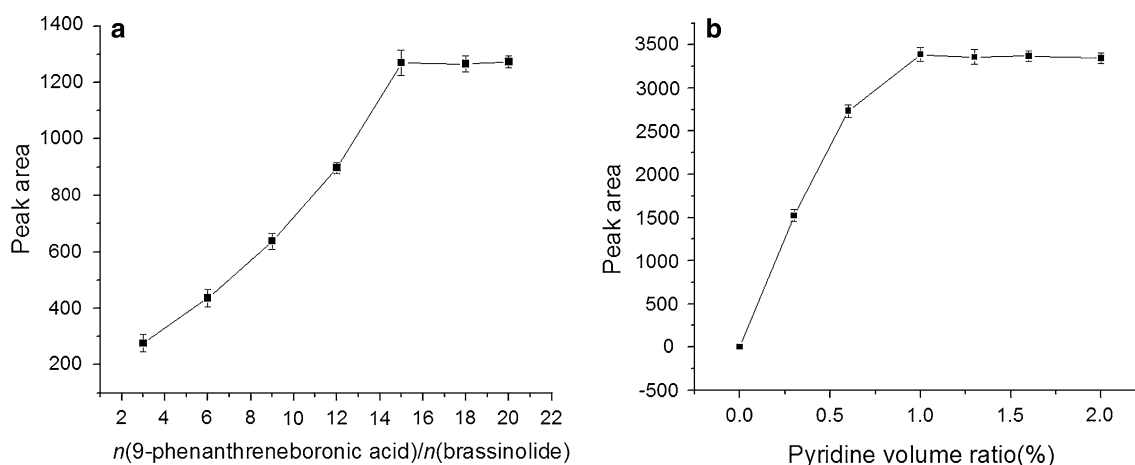 a
1400
1200
1000
800
600
400
200
Peak area
2 4 6 8 10 12 14 16 18 20 22
n(9-phenanthreneboronic acid)/n(brassinolide)
b
3500
3000
2500
2000
1500
1000
500
0
-500
Peak area
0.0 0.5 1.0 1.5 2.0
Pyridine volume ratio(%)